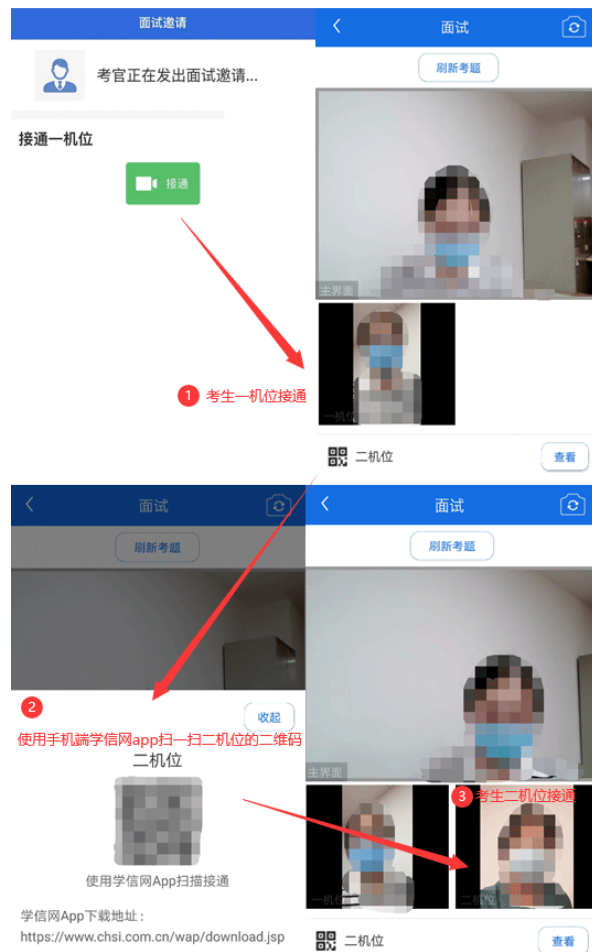 面试邀请
考官正在发出面试邀请...
接通一机位
接通
面试
刷新考题
主界面
一机位
1 考生一机位接通
二机位
查看
面试
刷新考题
2
收起
使用手机端学信网app扫一扫二机位的二维码
二机位
使用学信网App扫描接通
学信网App下载地址：
https://www.chsi.com.cn/wap/download.jsp
面试
刷新考题
主界面
3 考生二机位接通
一机位
二机位
查看